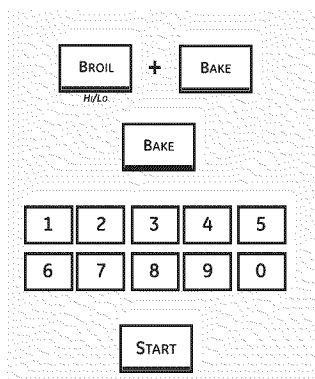 BROIL + BAKE
Hi/Lo
BAKE
1 2 3 4 5
6 7 8 9 0
START